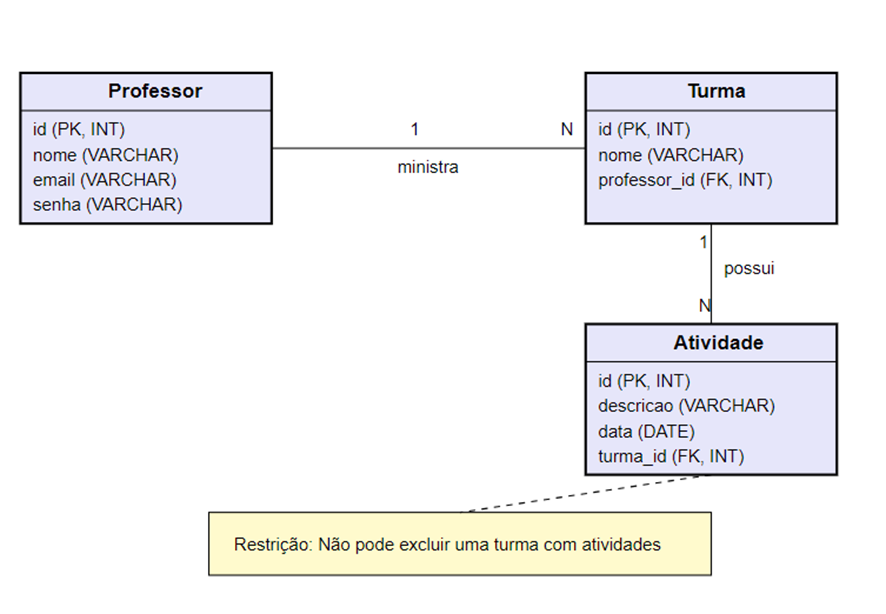 Professor
id (PK, INT)
nome (VARCHAR)
email (VARCHAR)
senha (VARCHAR)
1
N
ministra
Turma
id (PK, INT)
nome (VARCHAR)
professor_id (FK, INT)
1
possui
N
Atividade
id (PK, INT)
descricao (VARCHAR)
data (DATE)
turma_id (FK, INT)
Restrição: Não pode excluir uma turma com atividades